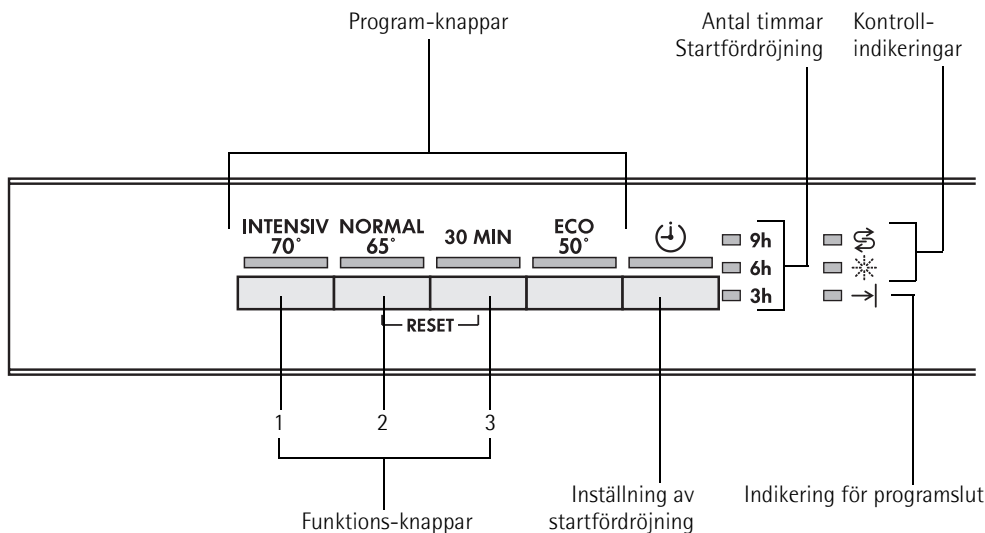 Program-knappar
Antal timmar
Startfördröjning
Kontroll-
indikeringar
INTENSIV
70°
NORMAL
65°
30 MIN
ECO
50°
9h
6h
3h
RESET
1
2
3
Funktions-knappar
Inställning av
startfördröjning
Indikering för programslut